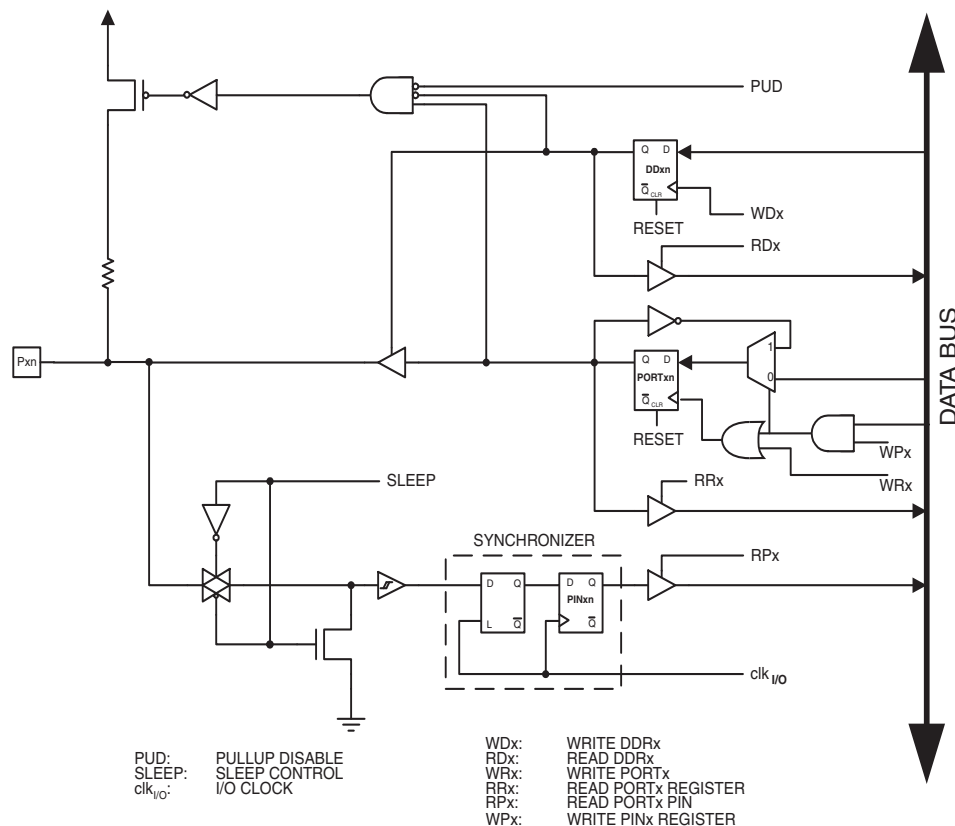 PUD
Q D
DDxn
Q CLR
WDx
RESET
RDx
Pxn
1
Q D
PORTxn
0
Q CLR
RESET
WPx
WRx
RRx
SLEEP
SYNCHRONIZER
RPx
D Q
D Q
PINxn
L Q
Q
clk I/O
DATA BUS
PUD: PULLUP DISABLE
SLEEP: SLEEP CONTROL
clk I/O: I/O CLOCK
WDx: WRITE DDRx
RDx: READ DDRx
WRx: WRITE PORTx
RRx: READ PORTx REGISTER
RPx: READ PORTx PIN
WPx: WRITE PINx REGISTER